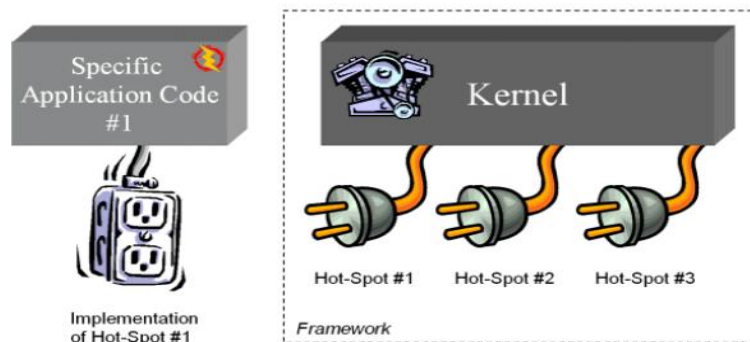 Specific
Application Code
#1
Kernel
Hot-Spot #1
Hot-Spot #2
Hot-Spot #3
Implementation
of Hot-Spot #1
Framework